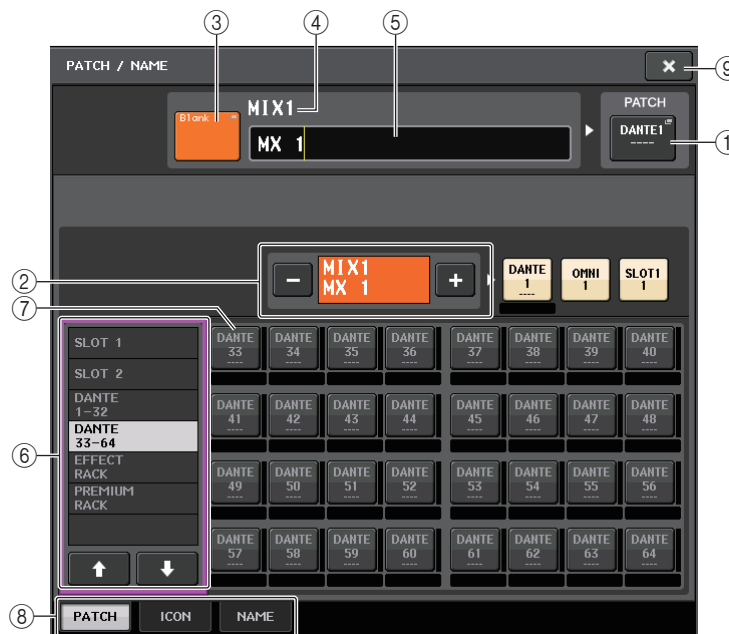 ③ ④ ⑤
PATCH / NAME
⑨
Blank
MIX1
MX 1
PATCH
DANTE1
----
①
②
MIX1
MX 1
DANTE
1
----
OMNI
1
SLOT1
1
⑦
⑥
SLOT 1
SLOT 2
DANTE
1-32
DANTE
33-64
EFFECT
RACK
PREMIUM
RACK
DANTE DANTE DANTE DANTE DANTE DANTE DANTE DANTE
33 34 35 36 37 38 39 40
---- ---- ---- ---- ---- ---- ---- ----
DANTE DANTE DANTE DANTE DANTE DANTE DANTE DANTE
41 42 43 44 45 46 47 48
---- ---- ---- ---- ---- ---- ---- ----
DANTE DANTE DANTE DANTE DANTE DANTE DANTE DANTE
49 50 51 52 53 54 55 56
---- ---- ---- ---- ---- ---- ---- ----
DANTE DANTE DANTE DANTE DANTE DANTE DANTE DANTE
57 58 59 60 61 62 63 64
---- ---- ---- ---- ---- ---- ---- ----
⑧
PATCH ICON NAME